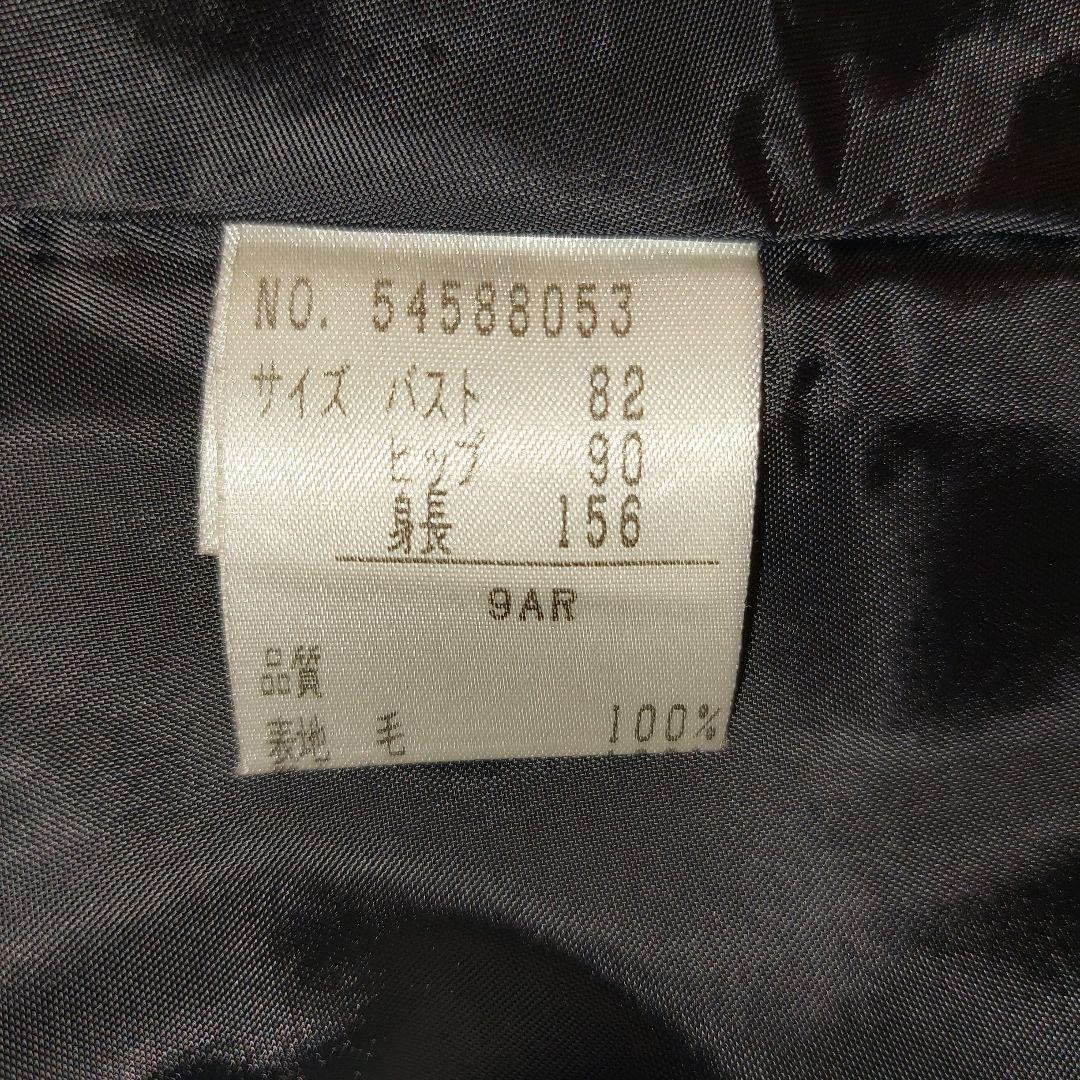 NO. 54588053
サイズ バスト 82
ヒップ 90
身長 156
9AR
品質
表地 毛 100%